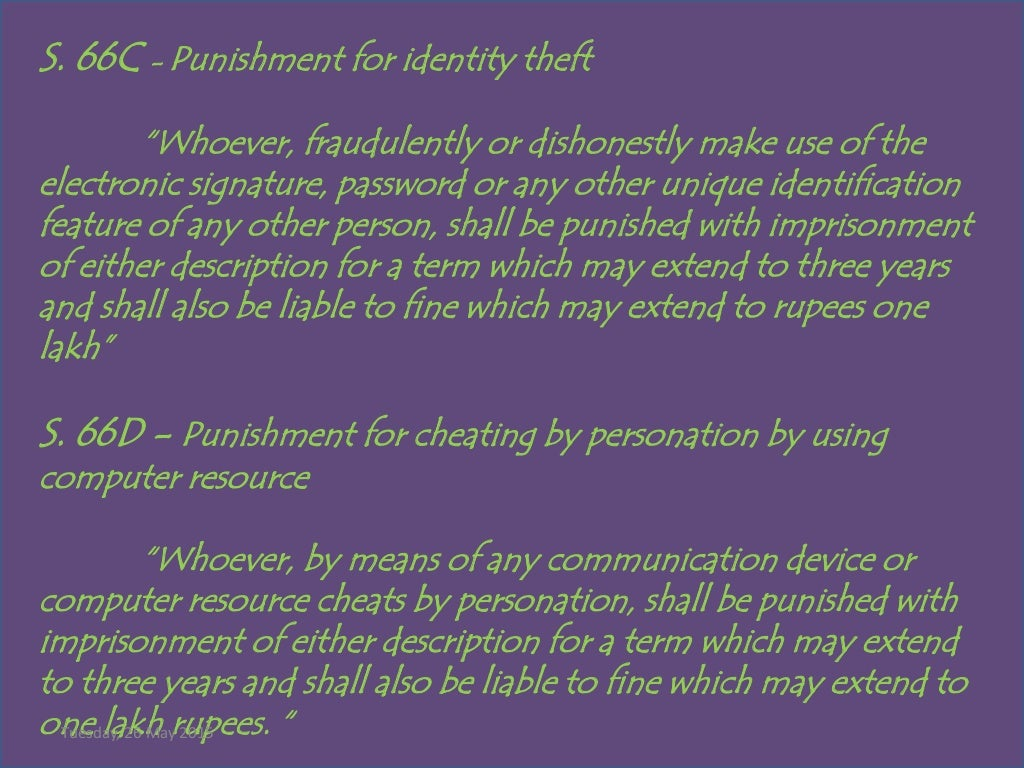 S. 66C - Punishment for identity theft
"Whoever, fraudulently or dishonestly make use of the
electronic signature, password or any other unique identification
feature of any other person, shall be punished with imprisonment
of either description for a term which may extend to three years
and shall also be liable to fine which may extend to rupees one
lakh"
S. 66D – Punishment for cheating by personation by using
computer resource
"Whoever, by means of any communication device or
computer resource cheats by personation, shall be punished with
imprisonment of either description for a term which may extend
to three years and shall also be liable to fine which may extend to
one lakh rupees. "
Tuesday, 26 May